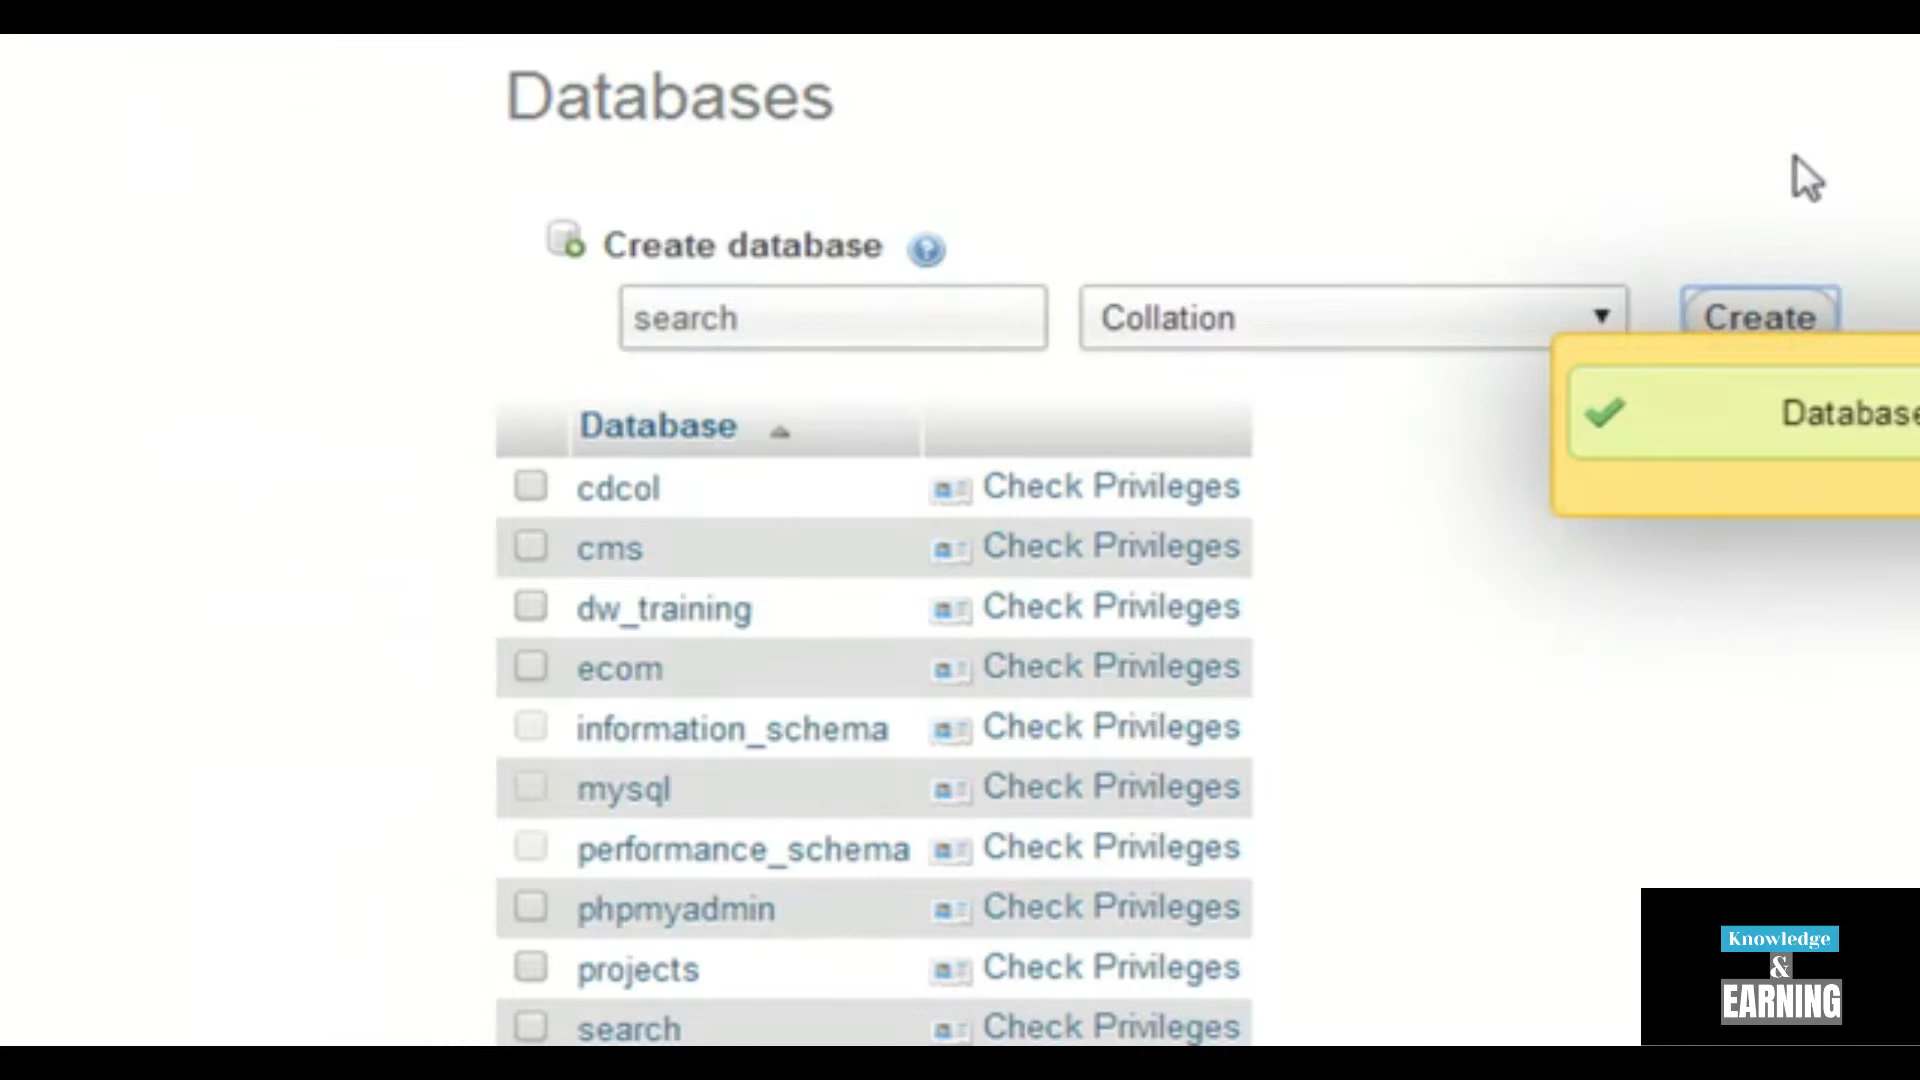 Databases
Create database
search Collation Create
Database
Database
cdcol Check Privileges
cms Check Privileges
dw_training Check Privileges
ecom Check Privileges
information_schema Check Privileges
mysql Check Privileges
performance_schema Check Privileges
phpmyadmin Check Privileges
projects Check Privileges
search Check Privileges
Knowledge
&
EARNING